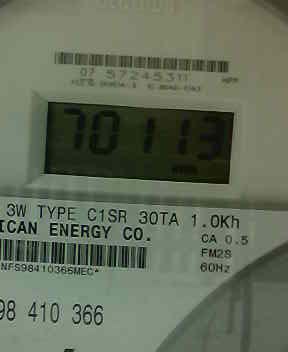 07 57245311
70113
3W TYPE C1SR 30TA 1.0Kh
ICAN ENERGY CO.
CA 0.5
FM2S
NFS98410366MEC*
60Hz
98 410 366